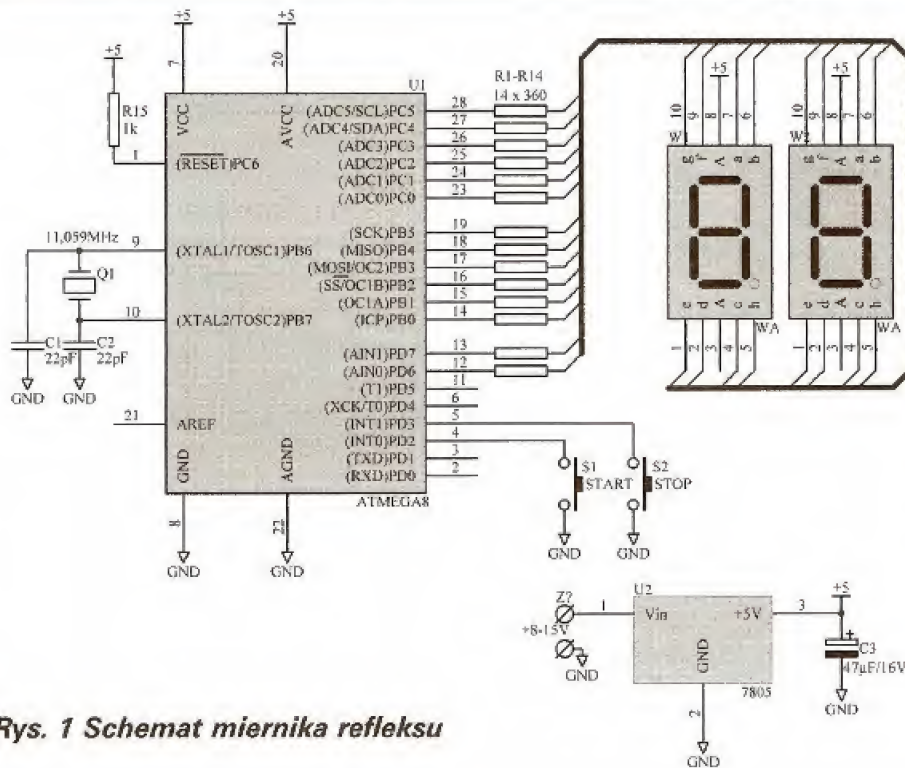 +5
+5
+5
7
20
U1
R15
1k
VCC
AVCC
1
(RESET)PC6
(ADC5/SCL)PC5
28
(ADC4/SDA)PC4
27
(ADC3)PC3
26
(ADC2)PC2
25
(ADC1)PC1
24
(ADC0)PC0
23
R1-R14
14 x 360
11,059MHz
9
(XTAL1/TOSC1)PB6
Q1
10
(XTAL2/TOSC2)PB7
(SCK)PB5
19
(MISO)PB4
18
(MOSI/OC2)PB3
17
(SS/OC1B)PB2
16
(OC1A)PB1
15
(ICP)PB0
14
C1
22pF
C2
22pF
GND
GND
(AIN1)PD7
13
(AIN0)PD6
12
(T1)PD5
11
(XCK/T0)PD4
6
(INT1)PD3
5
(INT0)PD2
4
(TXD)PD1
3
(RXD)PD0
2
21
AREF
GND
AGND
ATMEGA8
8
22
GND
GND
+5
10 9 8 7 6
g f A a b
e d A c h
WA
1 2 3 4 5
+5
10 9 8 7 6
g f A a b
e d A c h
WA
1 2 3 4 5
S1
START
S2
STOP
GND
GND
U2
Z?
1
Vin
+5V
3
+5
+8-15V
GND
GND
7805
2
GND
C3
47µF/16V
GND
Rys. 1 Schemat miernika refleksu